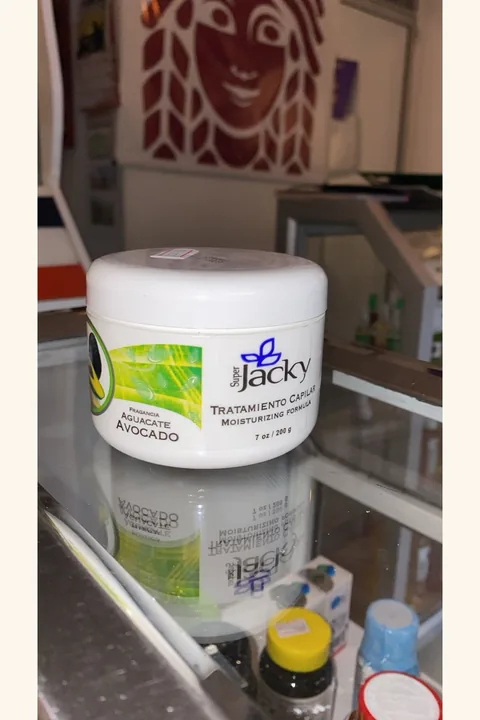 Super
Jacky
TRATAMIENTO CAPILAR
MOISTURIZING FORMULA
7 oz / 200 g
FRAGANCIA
AGUACATE
AVOCADO